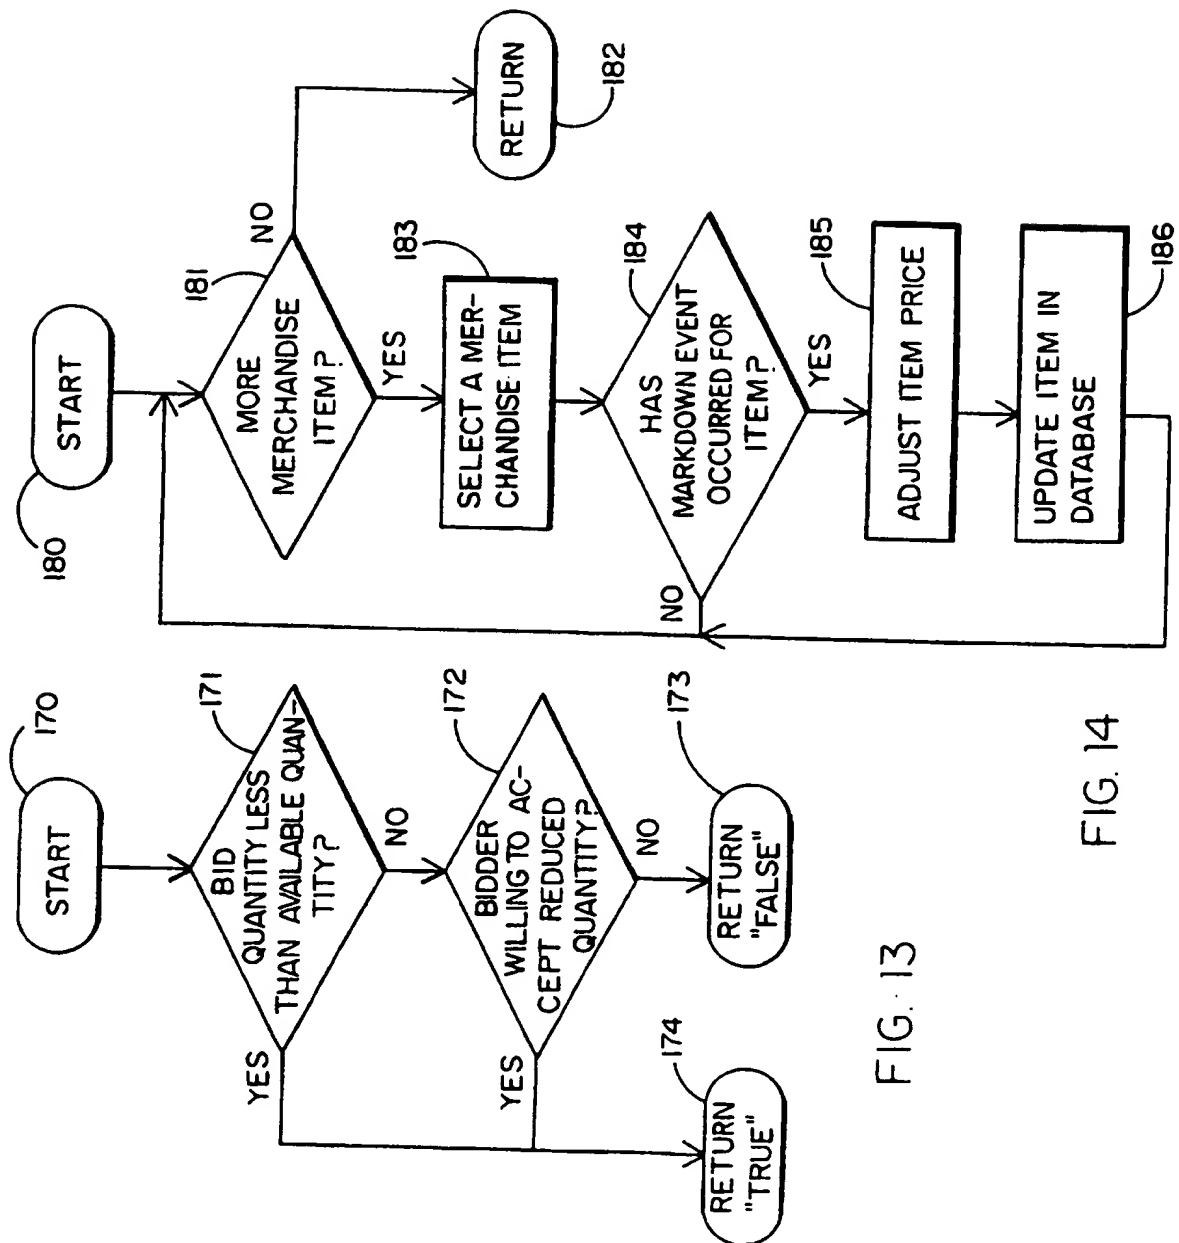 START
170
BID
QUANTITY LESS
THAN AVAILABLE QUAN-
TITY?
171
YES
NO
BIDDER
WILLING TO AC-
CEPT REDUCED
QUANTITY?
172
YES
NO
RETURN
"FALSE"
173
RETURN
"TRUE"
174
FIG. 13
START
180
MORE
MERCHANDISE
ITEM?
181
NO
YES
RETURN
182
SELECT A MER-
CHANDISE ITEM
183
HAS
MARKDOWN EVENT
OCCURRED FOR
ITEM?
184
NO
YES
ADJUST ITEM PRICE
185
UPDATE ITEM IN
DATABASE
186
FIG. 14